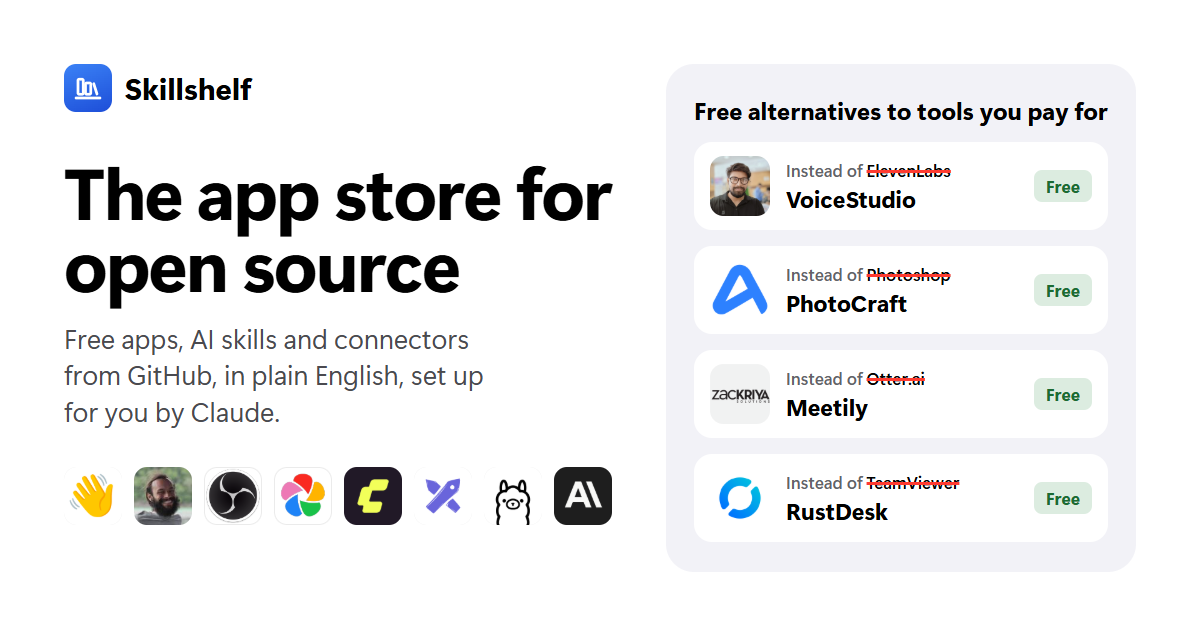 Skillshelf
The app store for
open source
Free apps, AI skills and connectors
from GitHub, in plain English, set up
for you by Claude.
Free alternatives to tools you pay for
Instead of ElevenLabs
VoiceStudio
Free
Instead of Photoshop
PhotoCraft
Free
ZACKRIYA
SOLUTIONS
Instead of Otter.ai
Meetily
Free
Instead of TeamViewer
RustDesk
Free